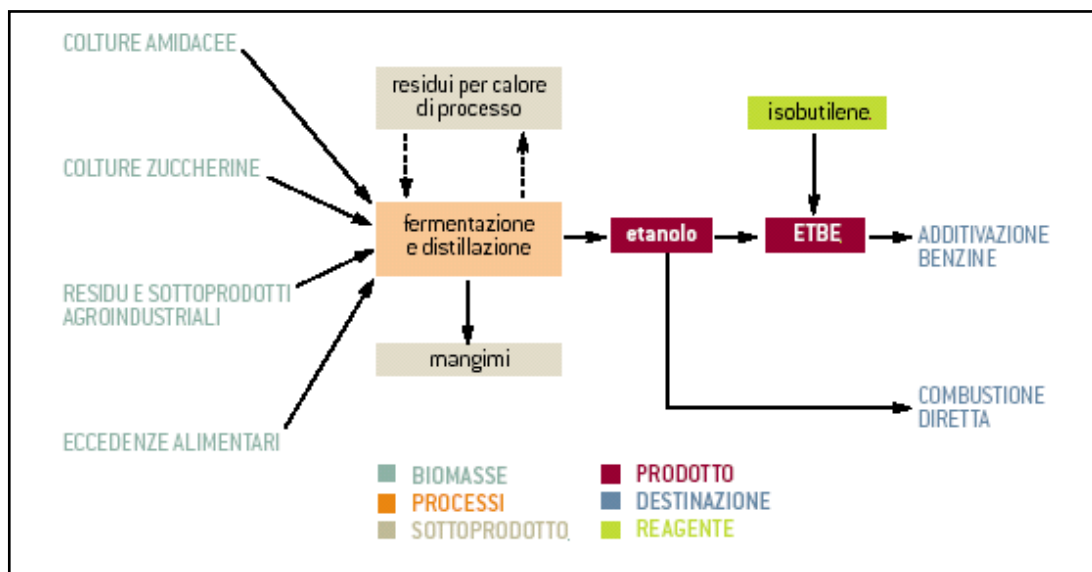 COLTURE AMIDACEE
residui per calore
di processo
isobutilene.
COLTURE ZUCCHERINE
fermentazione
e distillazione
etanolo
ETBE.
ADDITIVAZIONE
BENZINE
RESIDU E SOTTOPRODOTTI
AGROINDUSTRIALI
mangimi
COMBUSTIONE
DIRETTA
ECCEDENZE ALIMENTARI
BIOMASSE
PROCESSI
SOTTOPRODOTTO.
PRODOTTO
DESTINAZIONE
REAGENTE